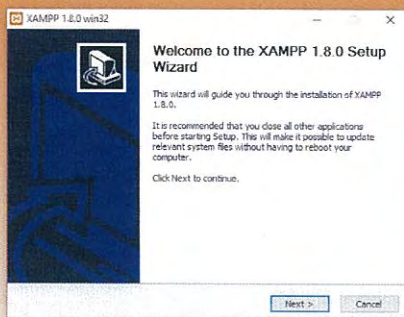 XAMPP 1.8.0 win32
Welcome to the XAMPP 1.8.0 Setup
Wizard
This wizard will guide you through the installation of XAMPP
1.8.0.
It is recommended that you close all other applications
before starting Setup. This will make it possible to update
relevant system files without having to reboot your
computer.
Click Next to continue.
Next >
Cancel